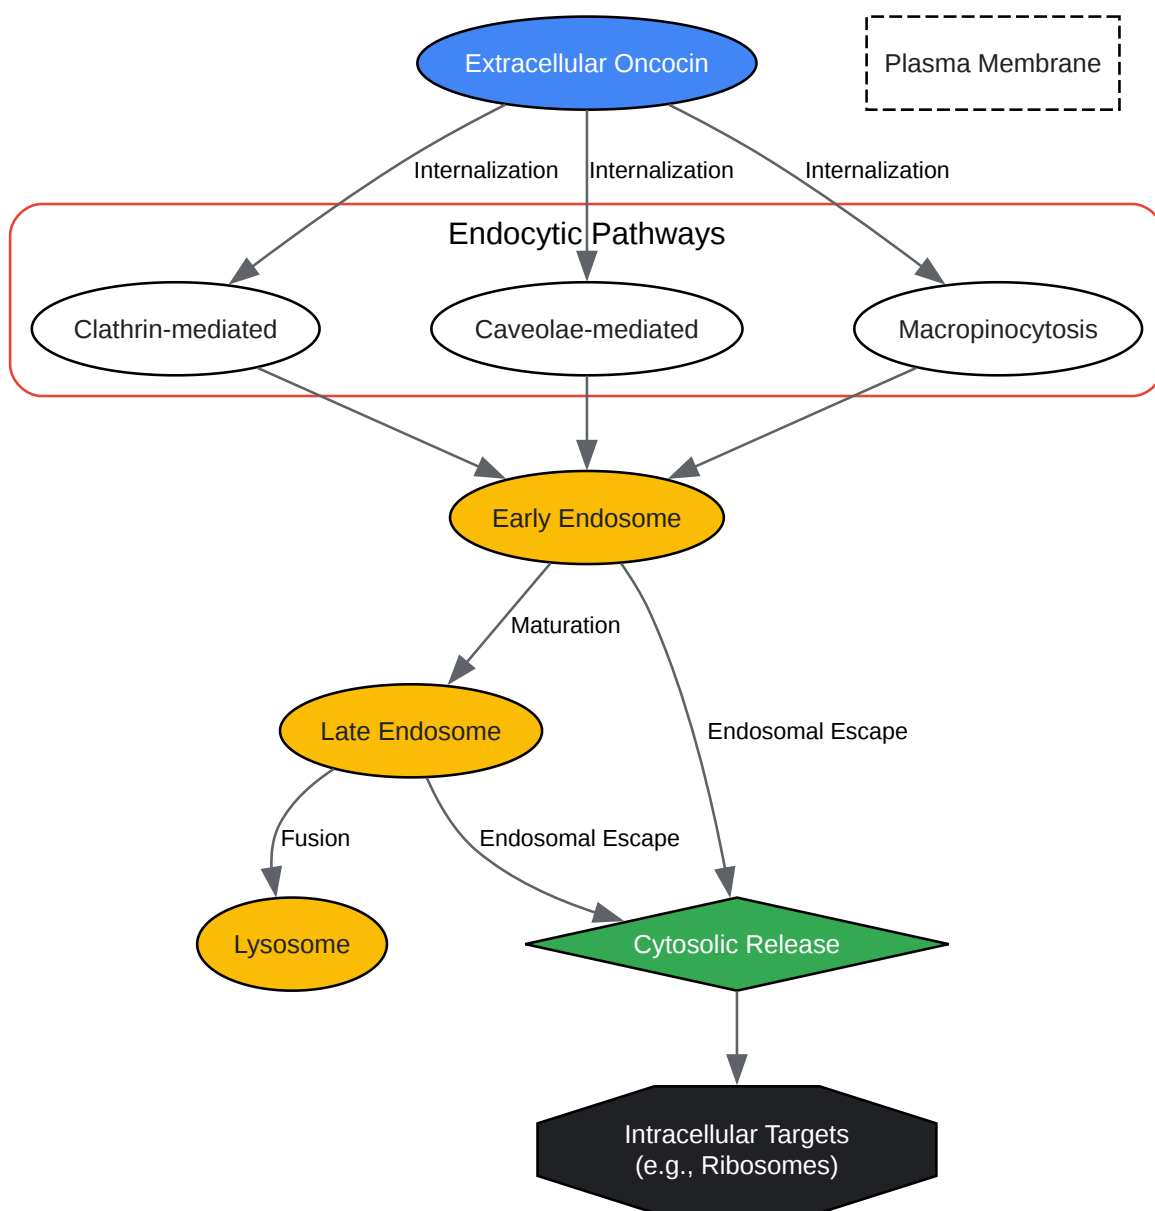 Extracellular Oncocin
Plasma Membrane
Internalization
Internalization
Internalization
Endocytic Pathways
Clathrin-mediated
Caveolae-mediated
Macropinocytosis
Early Endosome
Maturation
Late Endosome
Endosomal Escape
Fusion
Endosomal Escape
Lysosome
Cytosolic Release
Intracellular Targets
(e.g., Ribosomes)